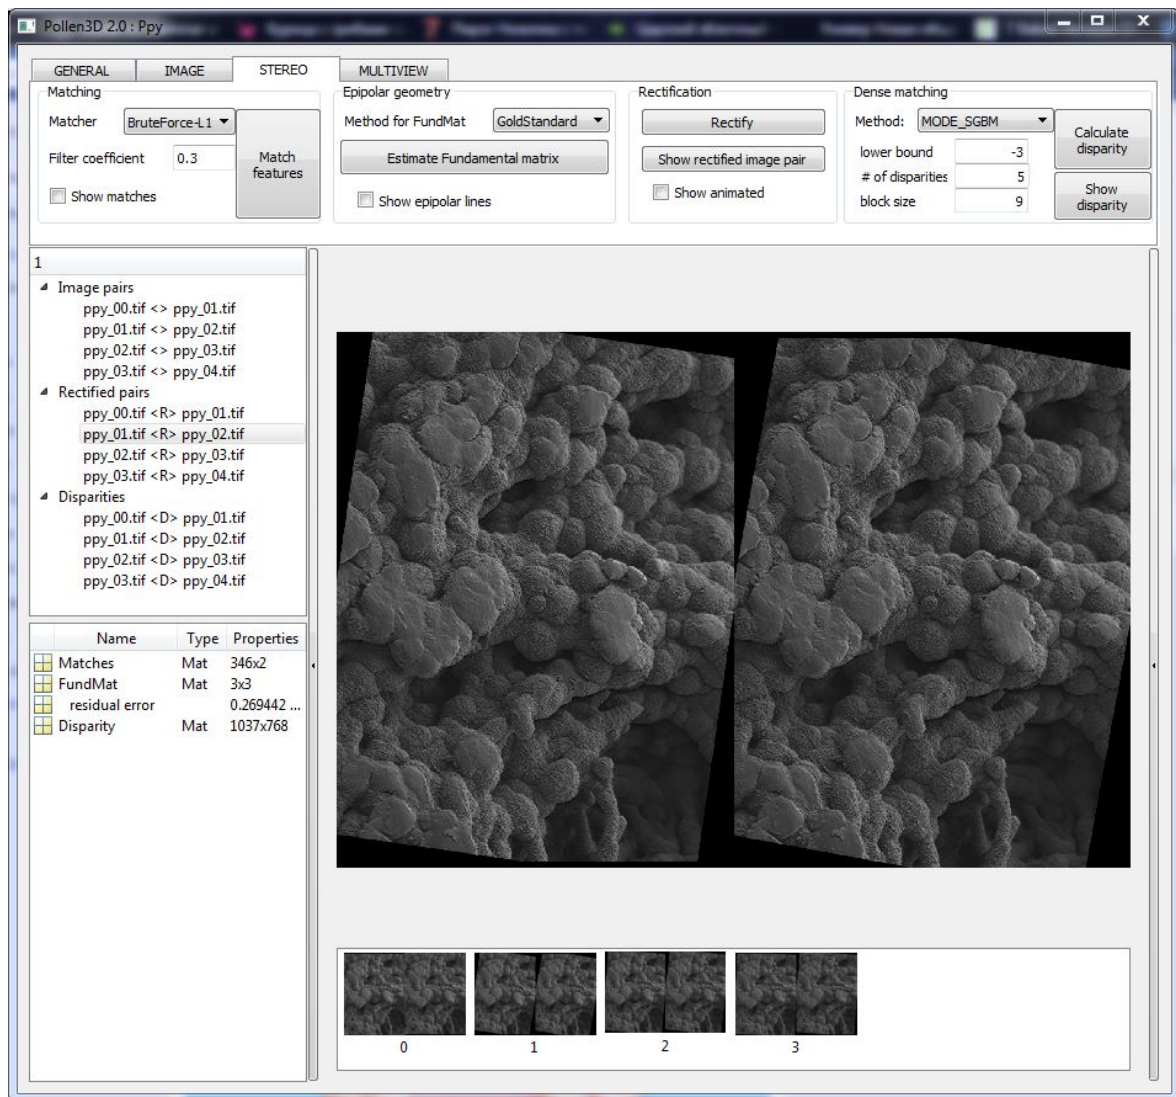 Pollen3D 2.0 : Ppy
GENERAL IMAGE STEREO MULTIVIEW
Matching
Matcher BruteForce-L1
Filter coefficient 0.3
Match features
Show matches
Epipolar geometry
Method for FundMat GoldStandard
Estimate Fundamental matrix
Show epipolar lines
Rectification
Rectify
Show rectified image pair
Show animated
Dense matching
Method: MODE_SGBM
lower bound -3
# of disparities 5
block size 9
Calculate disparity
Show disparity
1
Image pairs
ppy_00.tif <> ppy_01.tif
ppy_01.tif <> ppy_02.tif
ppy_02.tif <> ppy_03.tif
ppy_03.tif <> ppy_04.tif
Rectified pairs
ppy_00.tif <R> ppy_01.tif
ppy_01.tif <R> ppy_02.tif
ppy_02.tif <R> ppy_03.tif
ppy_03.tif <R> ppy_04.tif
Disparities
ppy_00.tif <D> ppy_01.tif
ppy_01.tif <D> ppy_02.tif
ppy_02.tif <D> ppy_03.tif
ppy_03.tif <D> ppy_04.tif
Name Type Properties
Matches Mat 346x2
FundMat Mat 3x3
residual error 0.269442 ...
Disparity Mat 1037x768
0 1 2 3